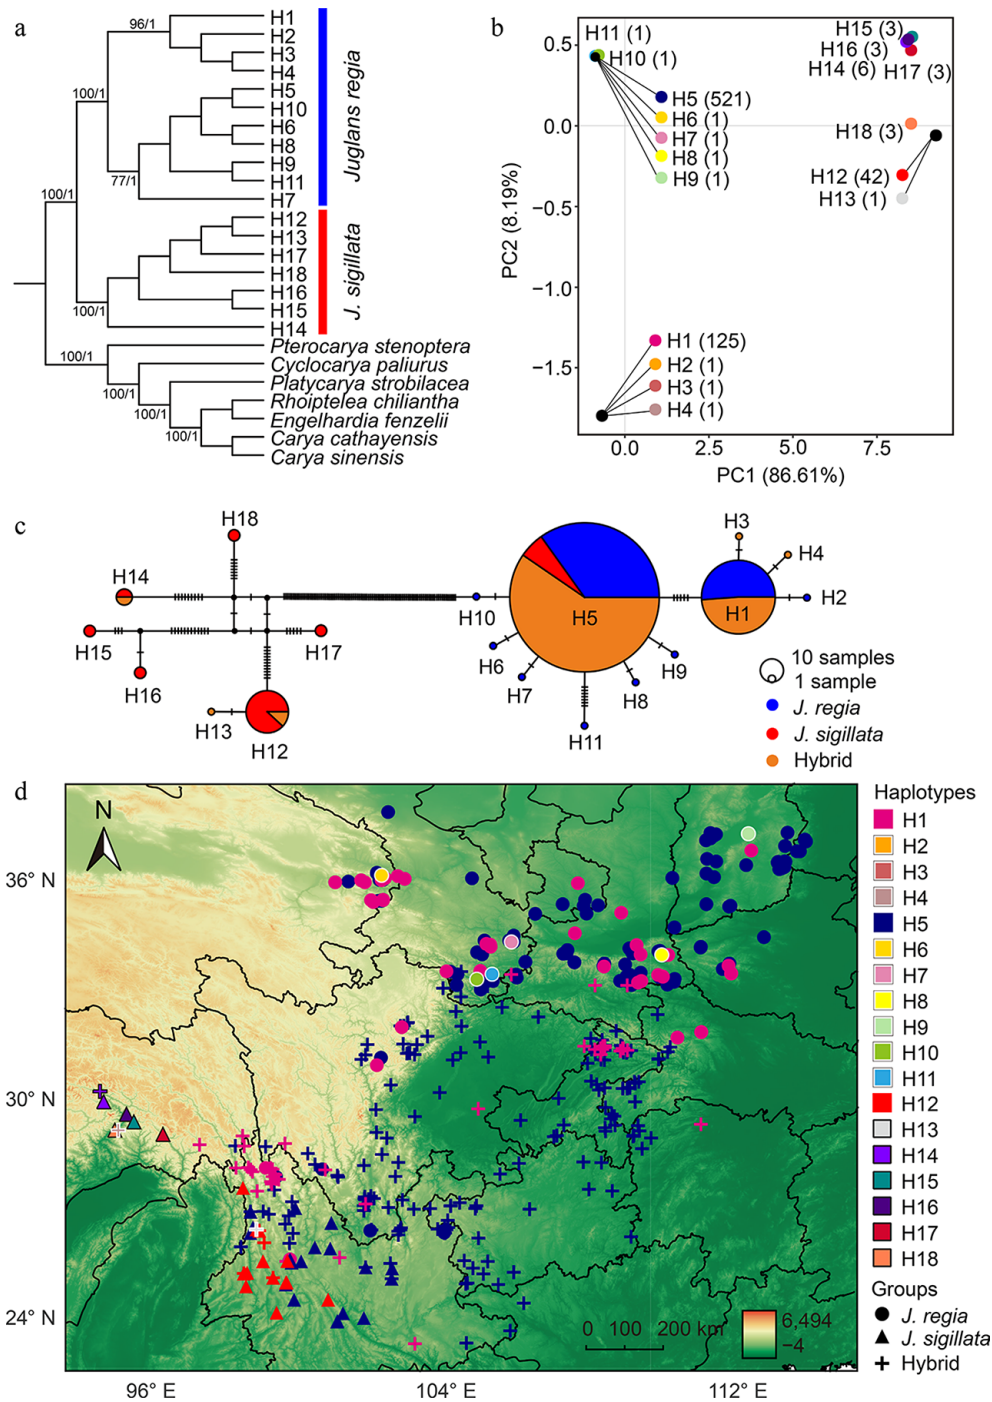 a
96/1
100/1
77/1
100/1
100/1
100/1
100/1
100/1
100/1
H1
H2
H3
H4
H5
H10
H6
H8
H9
H11
H7
H12
H13
H17
H18
H16
H15
H14
Pterocarya stenoptera
Cyclocarya paliurus
Platycarya strobilacea
Rhoiptelea chiliantha
Engelhardia fenzelii
Carya cathayensis
Carya sinensis
Juglans regia
J. sigillata
b
H11 (1)
H10 (1)
H5 (521)
H6 (1)
H7 (1)
H8 (1)
H9 (1)
H15 (3)
H16 (3)
H14 (6)
H17 (3)
H18 (3)
H12 (42)
H13 (1)
H1 (125)
H2 (1)
H3 (1)
H4 (1)
0.5
0.0
−0.5
−1.0
−1.5
PC2 (8.19%)
0.0
2.5
5.0
7.5
PC1 (86.61%)
c
H18
H14
H15
H16
H17
H13
H12
H10
H5
H6
H7
H11
H8
H9
H3
H4
H1
H2
10 samples
1 sample
J. regia
J. sigillata
Hybrid
d
N
36° N
30° N
24° N
96° E
104° E
112° E
0 100 200 km
6,494
−4
Haplotypes
H1
H2
H3
H4
H5
H6
H7
H8
H9
H10
H11
H12
H13
H14
H15
H16
H17
H18
Groups
J. regia
J. sigillata
Hybrid